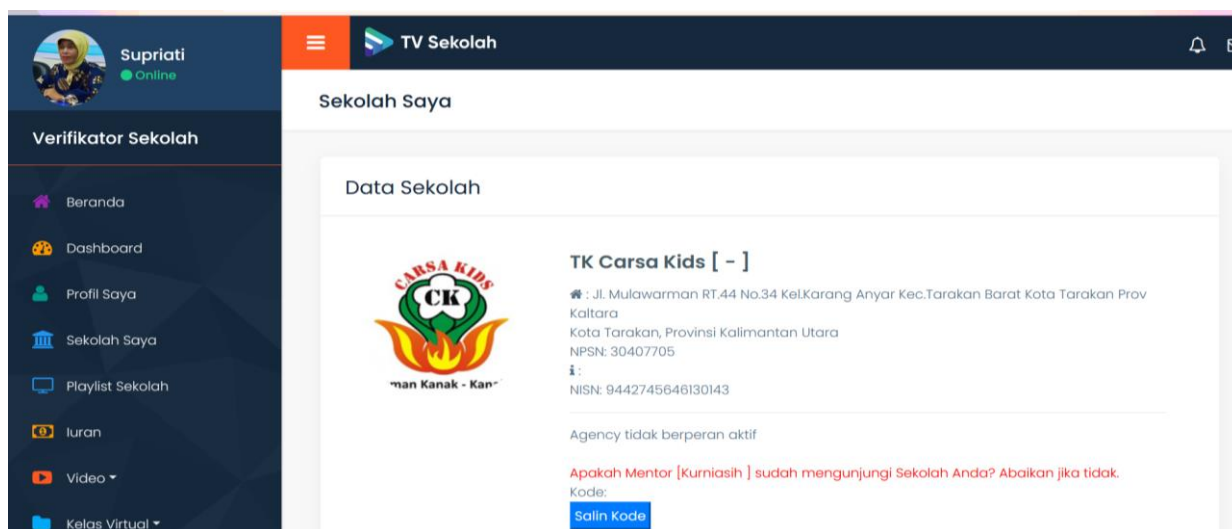 Supriati
Online
Verifikator Sekolah
Beranda
Dashboard
Profil Saya
Sekolah Saya
Playlist Sekolah
Iuran
Video
Kelas Virtual
TV Sekolah
Sekolah Saya
Data Sekolah
CARSA KIDS
CK
man Kanak - Kan
TK Carsa Kids [ - ]
: Jl. Mulawarman RT.44 No.34 Kel.Karang Anyar Kec.Tarakan Barat Kota Tarakan Prov
Kaltara
Kota Tarakan, Provinsi Kalimantan Utara
NPSN: 30407705
:
NISN: 9442745646130143
Agency tidak berperan aktif
Apakah Mentor [Kurniasih ] sudah mengunjungi Sekolah Anda? Abaikan jika tidak.
Kode:
Salin Kode